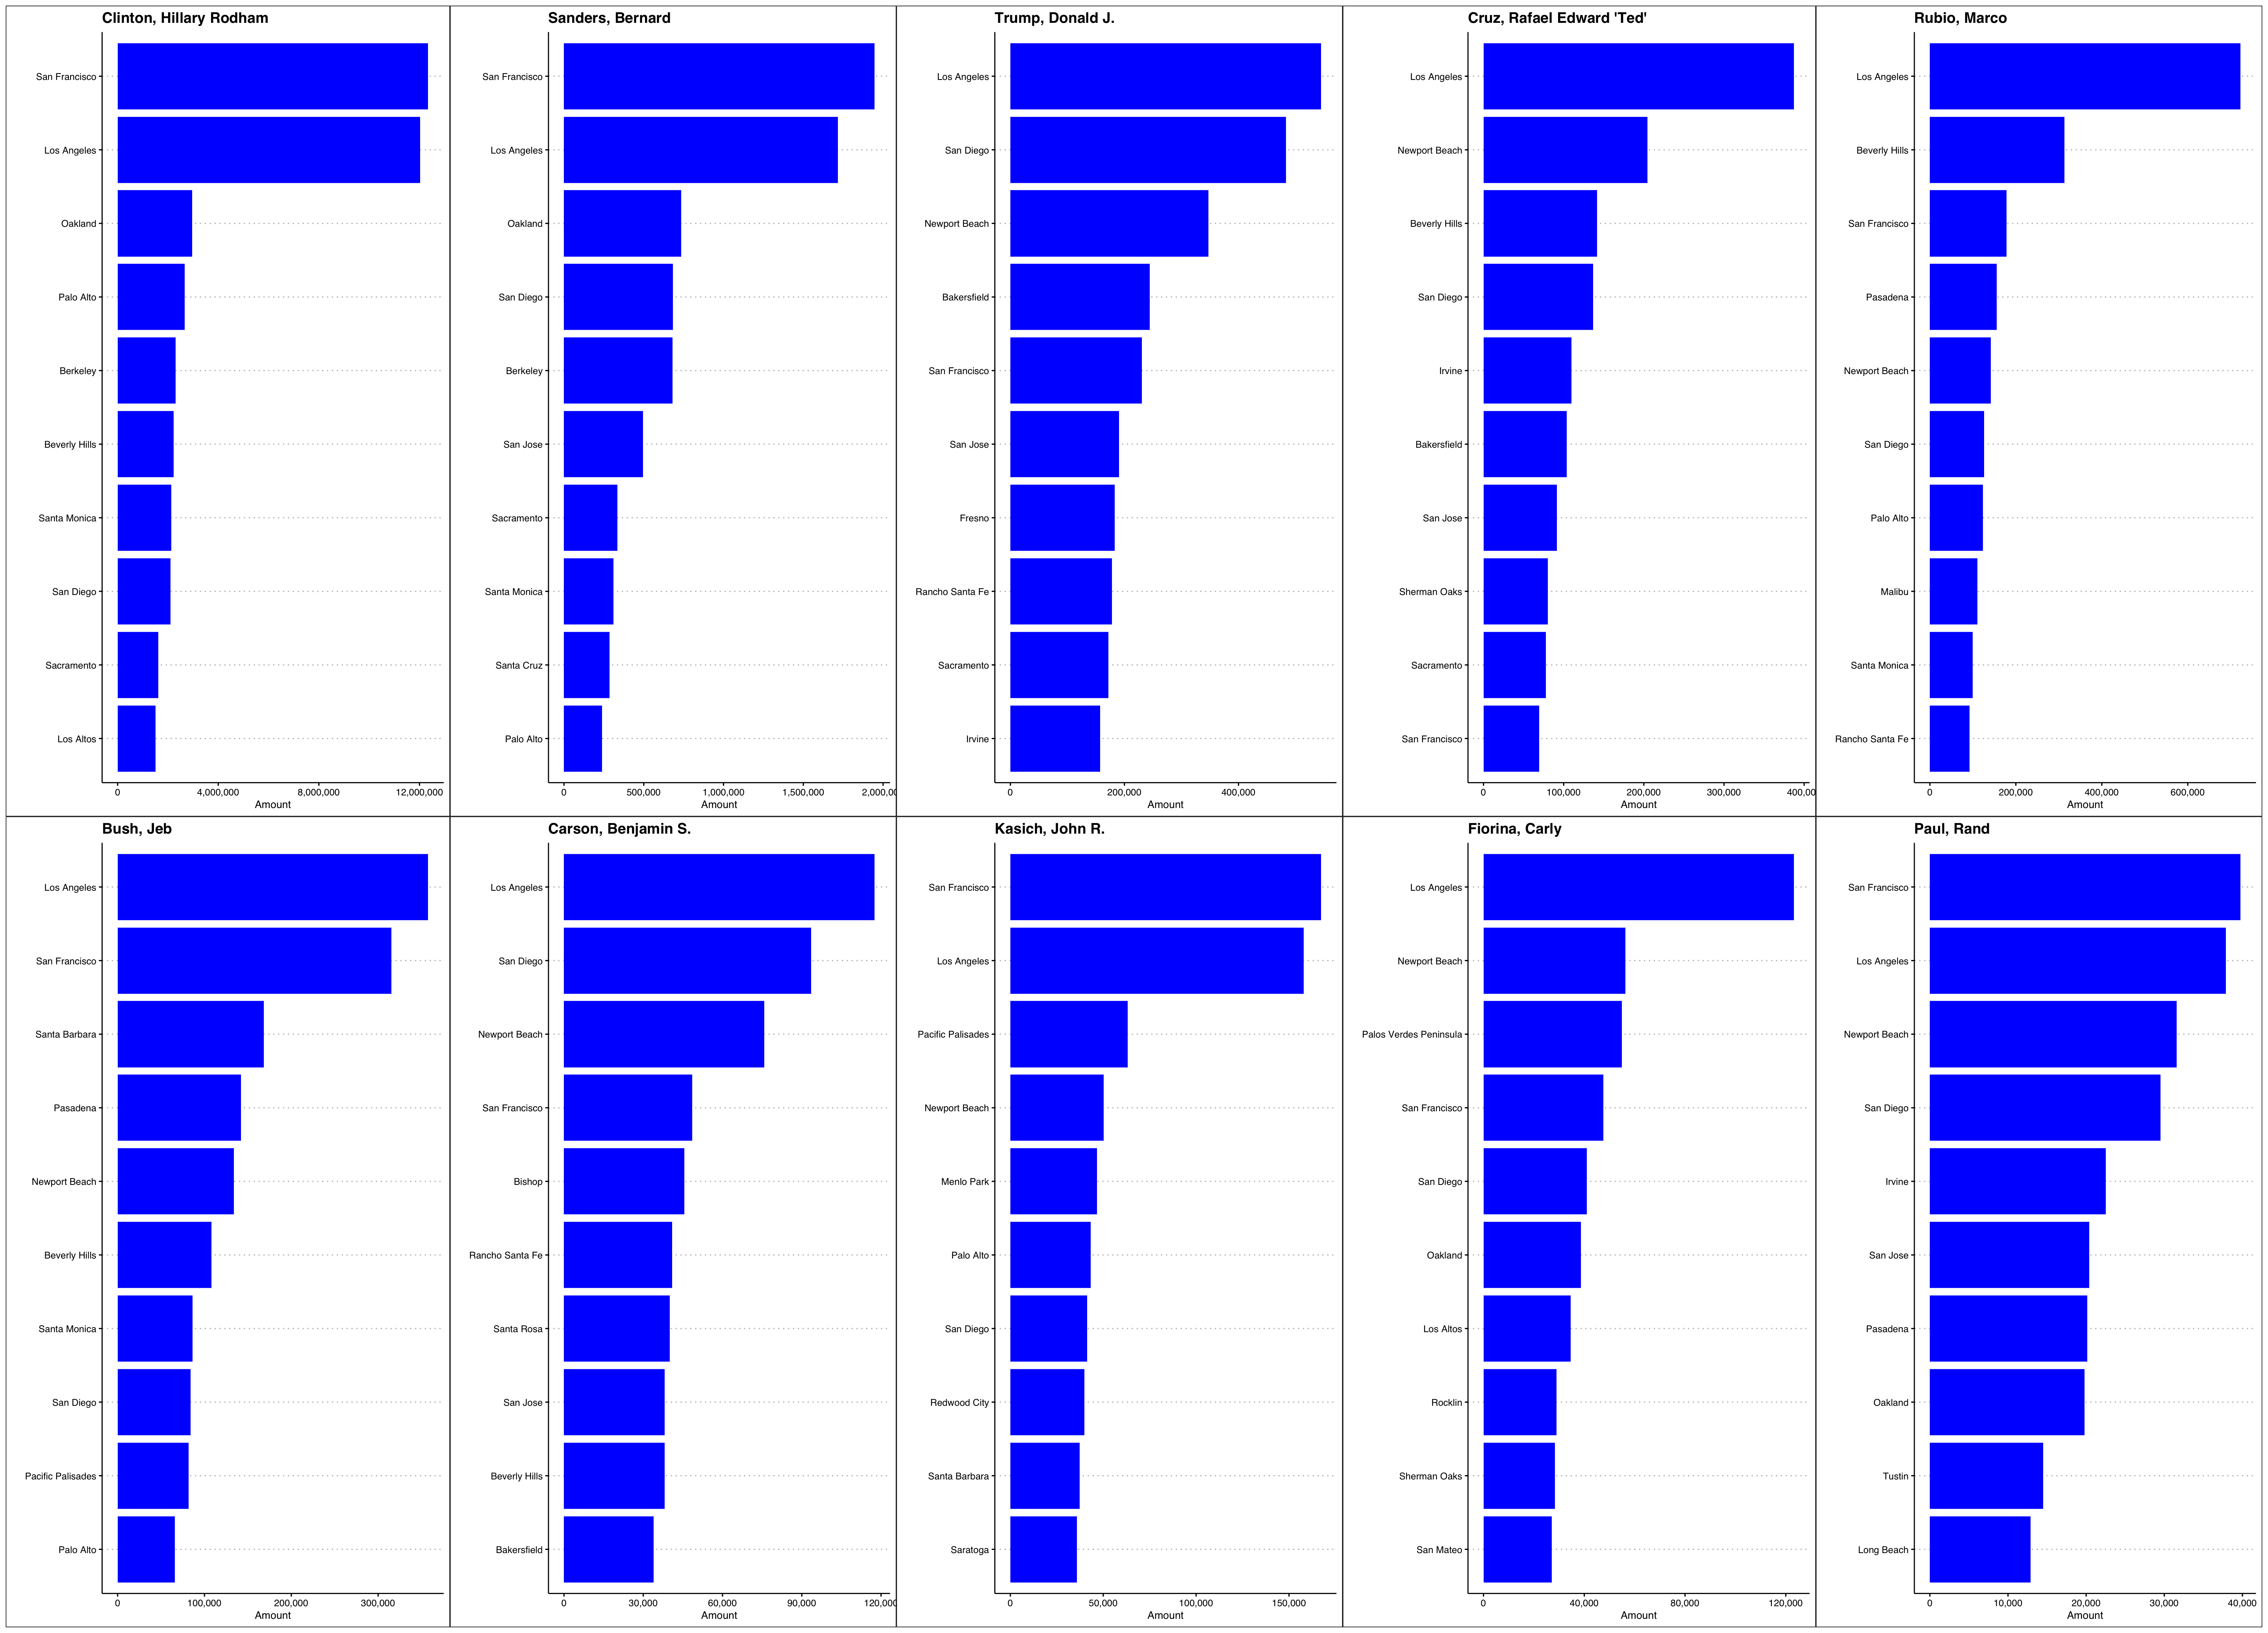 Clinton, Hillary Rodham
San Francisco
Los Angeles
Oakland
Palo Alto
Berkeley
Beverly Hills
Santa Monica
San Diego
Sacramento
Los Altos
0 4,000,000 8,000,000 12,000,000
Amount
Sanders, Bernard
San Francisco
Los Angeles
Oakland
San Diego
Berkeley
San Jose
Sacramento
Santa Monica
Santa Cruz
Palo Alto
0 500,000 1,000,000 1,500,000 2,000,00
Amount
Trump, Donald J.
Los Angeles
San Diego
Newport Beach
Bakersfield
San Francisco
San Jose
Fresno
Rancho Santa Fe
Sacramento
Irvine
0 200,000 400,000
Amount
Cruz, Rafael Edward 'Ted'
Los Angeles
Newport Beach
Beverly Hills
San Diego
Irvine
Bakersfield
San Jose
Sherman Oaks
Sacramento
San Francisco
0 100,000 200,000 300,000 400,00
Amount
Rubio, Marco
Los Angeles
Beverly Hills
San Francisco
Pasadena
Newport Beach
San Diego
Palo Alto
Malibu
Santa Monica
Rancho Santa Fe
0 200,000 400,000 600,000
Amount
Bush, Jeb
Los Angeles
San Francisco
Santa Barbara
Pasadena
Newport Beach
Beverly Hills
Santa Monica
San Diego
Pacific Palisades
Palo Alto
0 100,000 200,000 300,000
Amount
Carson, Benjamin S.
Los Angeles
San Diego
Newport Beach
San Francisco
Bishop
Rancho Santa Fe
Santa Rosa
San Jose
Beverly Hills
Bakersfield
0 30,000 60,000 90,000 120,000
Amount
Kasich, John R.
San Francisco
Los Angeles
Pacific Palisades
Newport Beach
Menlo Park
Palo Alto
San Diego
Redwood City
Santa Barbara
Saratoga
0 50,000 100,000 150,000
Amount
Fiorina, Carly
Los Angeles
Newport Beach
Palos Verdes Peninsula
San Francisco
San Diego
Oakland
Los Altos
Rocklin
Sherman Oaks
San Mateo
0 40,000 80,000 120,000
Amount
Paul, Rand
San Francisco
Los Angeles
Newport Beach
San Diego
Irvine
San Jose
Pasadena
Oakland
Tustin
Long Beach
0 10,000 20,000 30,000 40,000
Amount